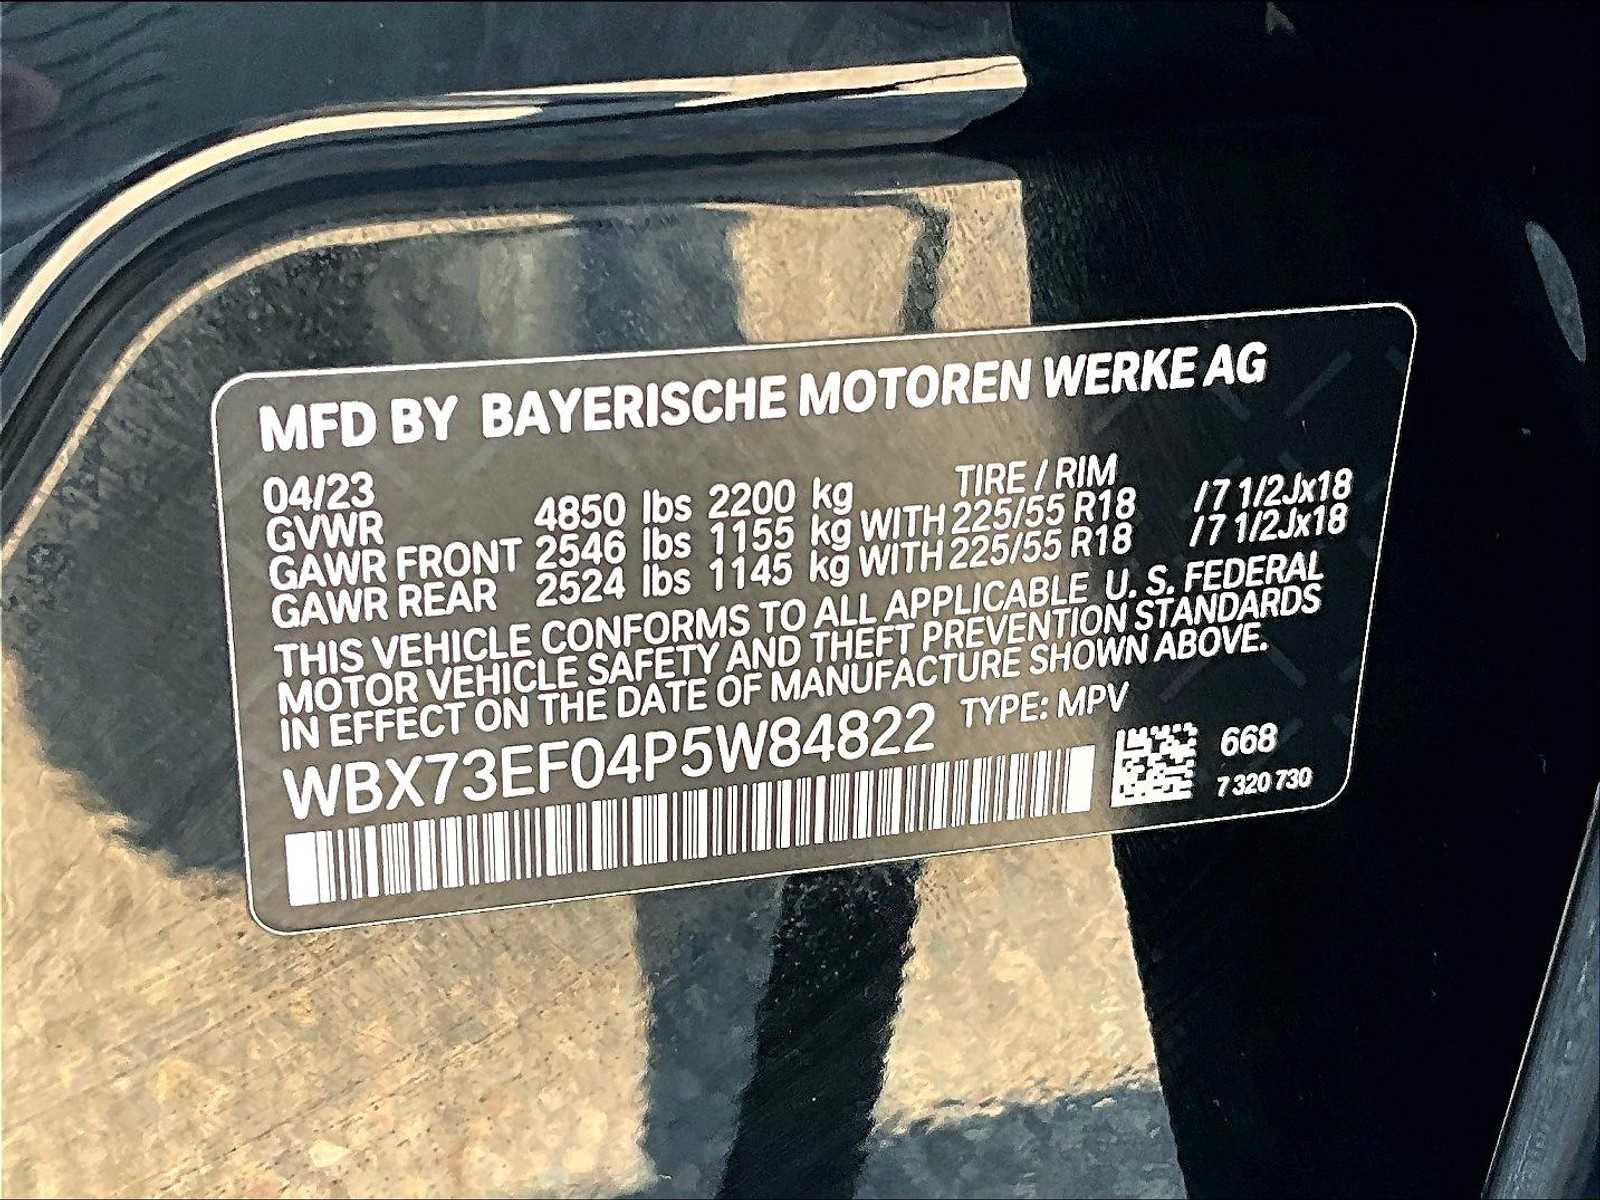 MFD BY BAYERISCHE MOTOREN WERKE AG
04/23 TIRE / RIM
GVWR 4850 lbs 2200 kg
GAWR FRONT 2546 lbs 1155 kg WITH 225/55 R18 /7 1/2Jx18
GAWR REAR 2524 lbs 1145 kg WITH 225/55 R18 /7 1/2Jx18
THIS VEHICLE CONFORMS TO ALL APPLICABLE U. S. FEDERAL
MOTOR VEHICLE SAFETY AND THEFT PREVENTION STANDARDS
IN EFFECT ON THE DATE OF MANUFACTURE SHOWN ABOVE.
WBX73EF04P5W84822 TYPE: MPV
668
7 320 730